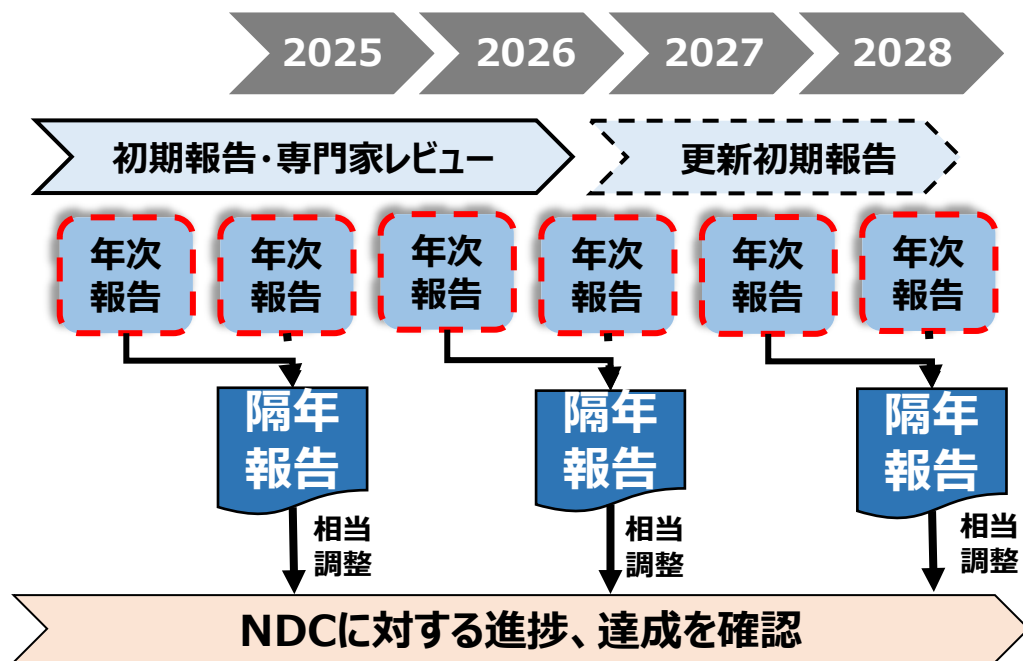 2025
2026
2027
2028
初期報告・専門家レビュー
更新初期報告
年次
報告
年次
報告
年次
報告
年次
報告
年次
報告
年次
報告
隔年
報告
隔年
報告
隔年
報告
相当
調整
相当
調整
相当
調整
NDCに対する進捗、達成を確認